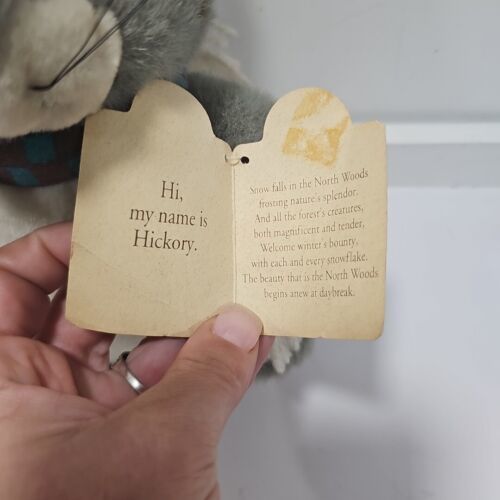 Hi,
my name is
Hickory.
Snow falls in the North Woods
frosting nature's splendor.
And all the forest's creatures,
both magnificent and tender,
Welcome winter's bounty,
with each and every snowflake.
The beauty that is the North Woods
begins anew at daybreak.